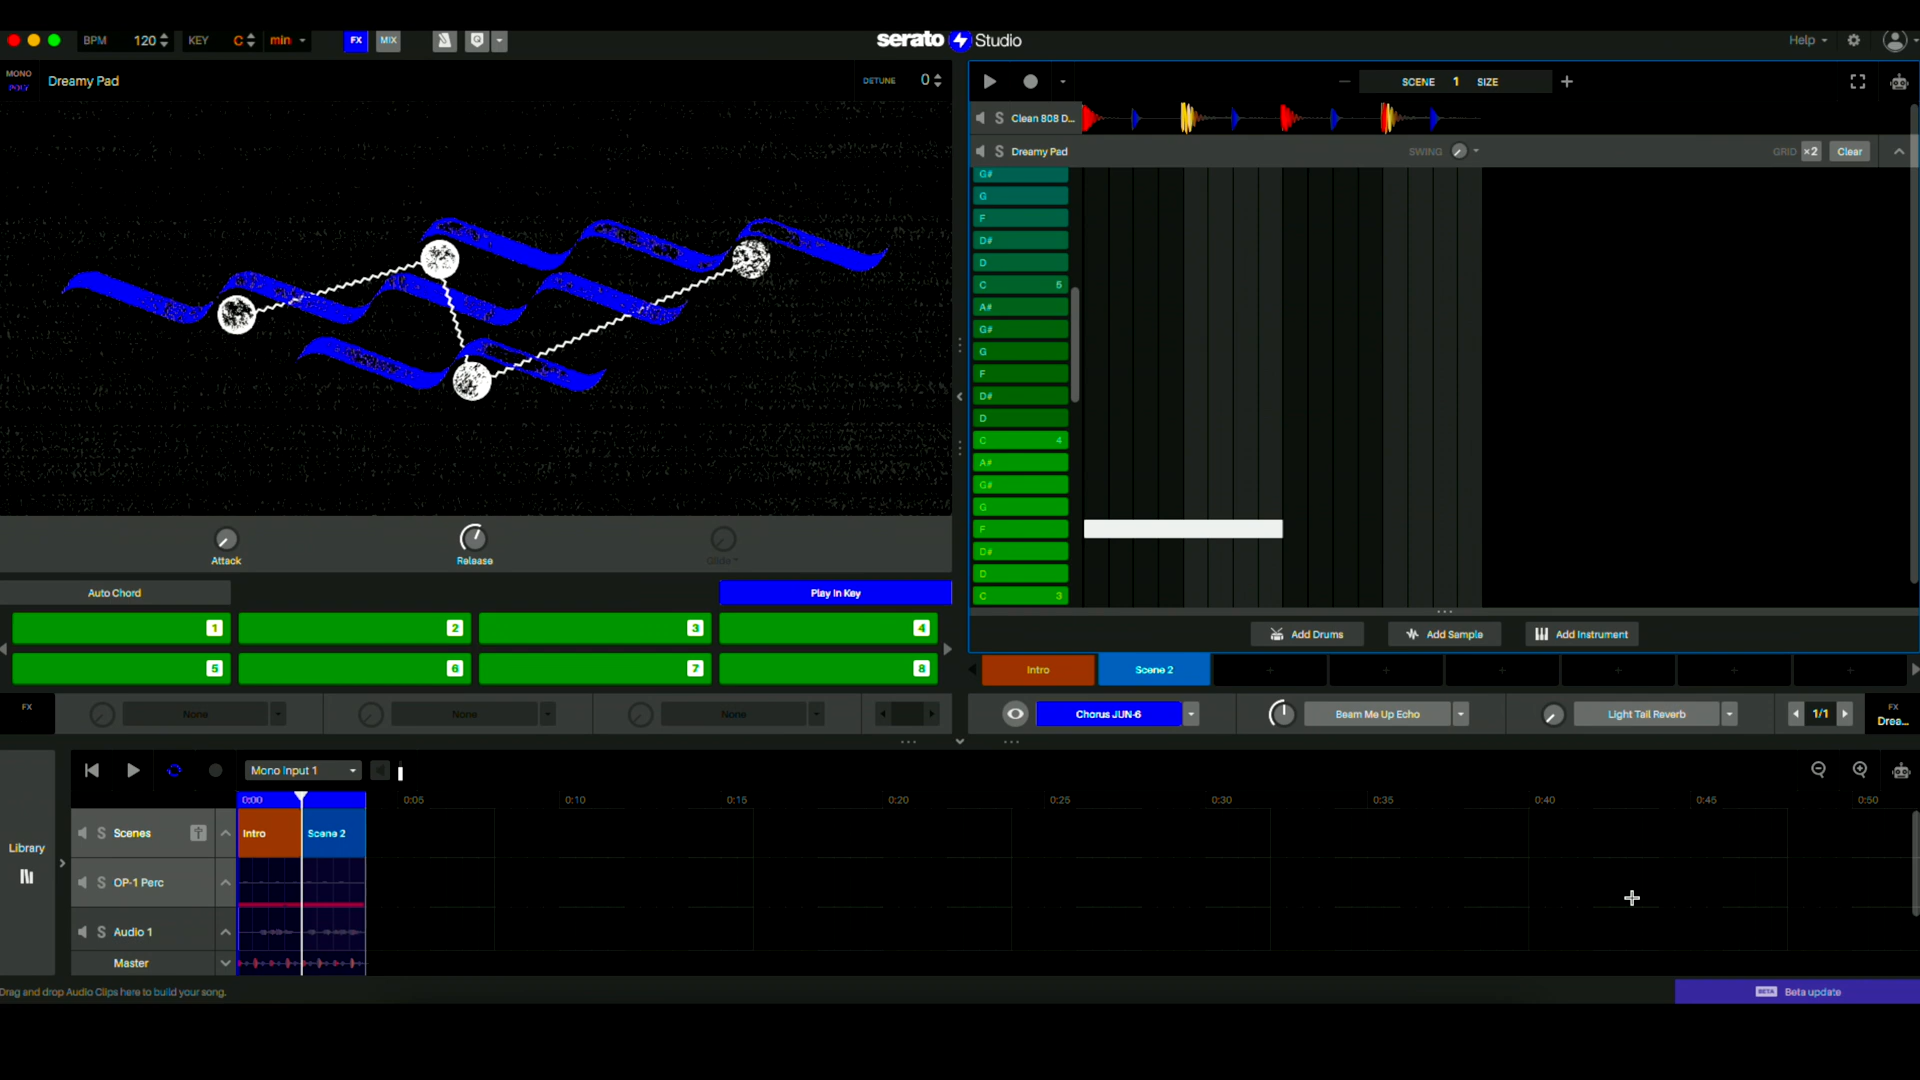 BPM 120 KEY C min FX MIX serato Studio Help
MONO
POLY
Dreamy Pad DETUNE 0
SCENE 1 SIZE
S Clean 808 D...
S Dreamy Pad SWING GRID x2 Clear
G#
G
F
D#
D
C 5
A#
G#
G
F
D#
D
C 4
A#
G#
G
F
D#
D
C 3
Attack Release Glide
Auto Chord Play In Key
1 2 3 4
5 6 7 8
Add Drums Add Sample Add Instrument
Intro Scene 2 + + + + + +
FX None None None
Chorus JUN-6 Beam Me Up Echo Light Tail Reverb 1/1 FX
Drea...
Mono Input 1
0:00 0:05 0:10 0:15 0:20 0:25 0:30 0:35 0:40 0:45 0:50
S Scenes Intro Scene 2
S OP-1 Perc
S Audio 1
Master
Library
Drag and drop Audio Clips here to build your song.
BETA Beta update